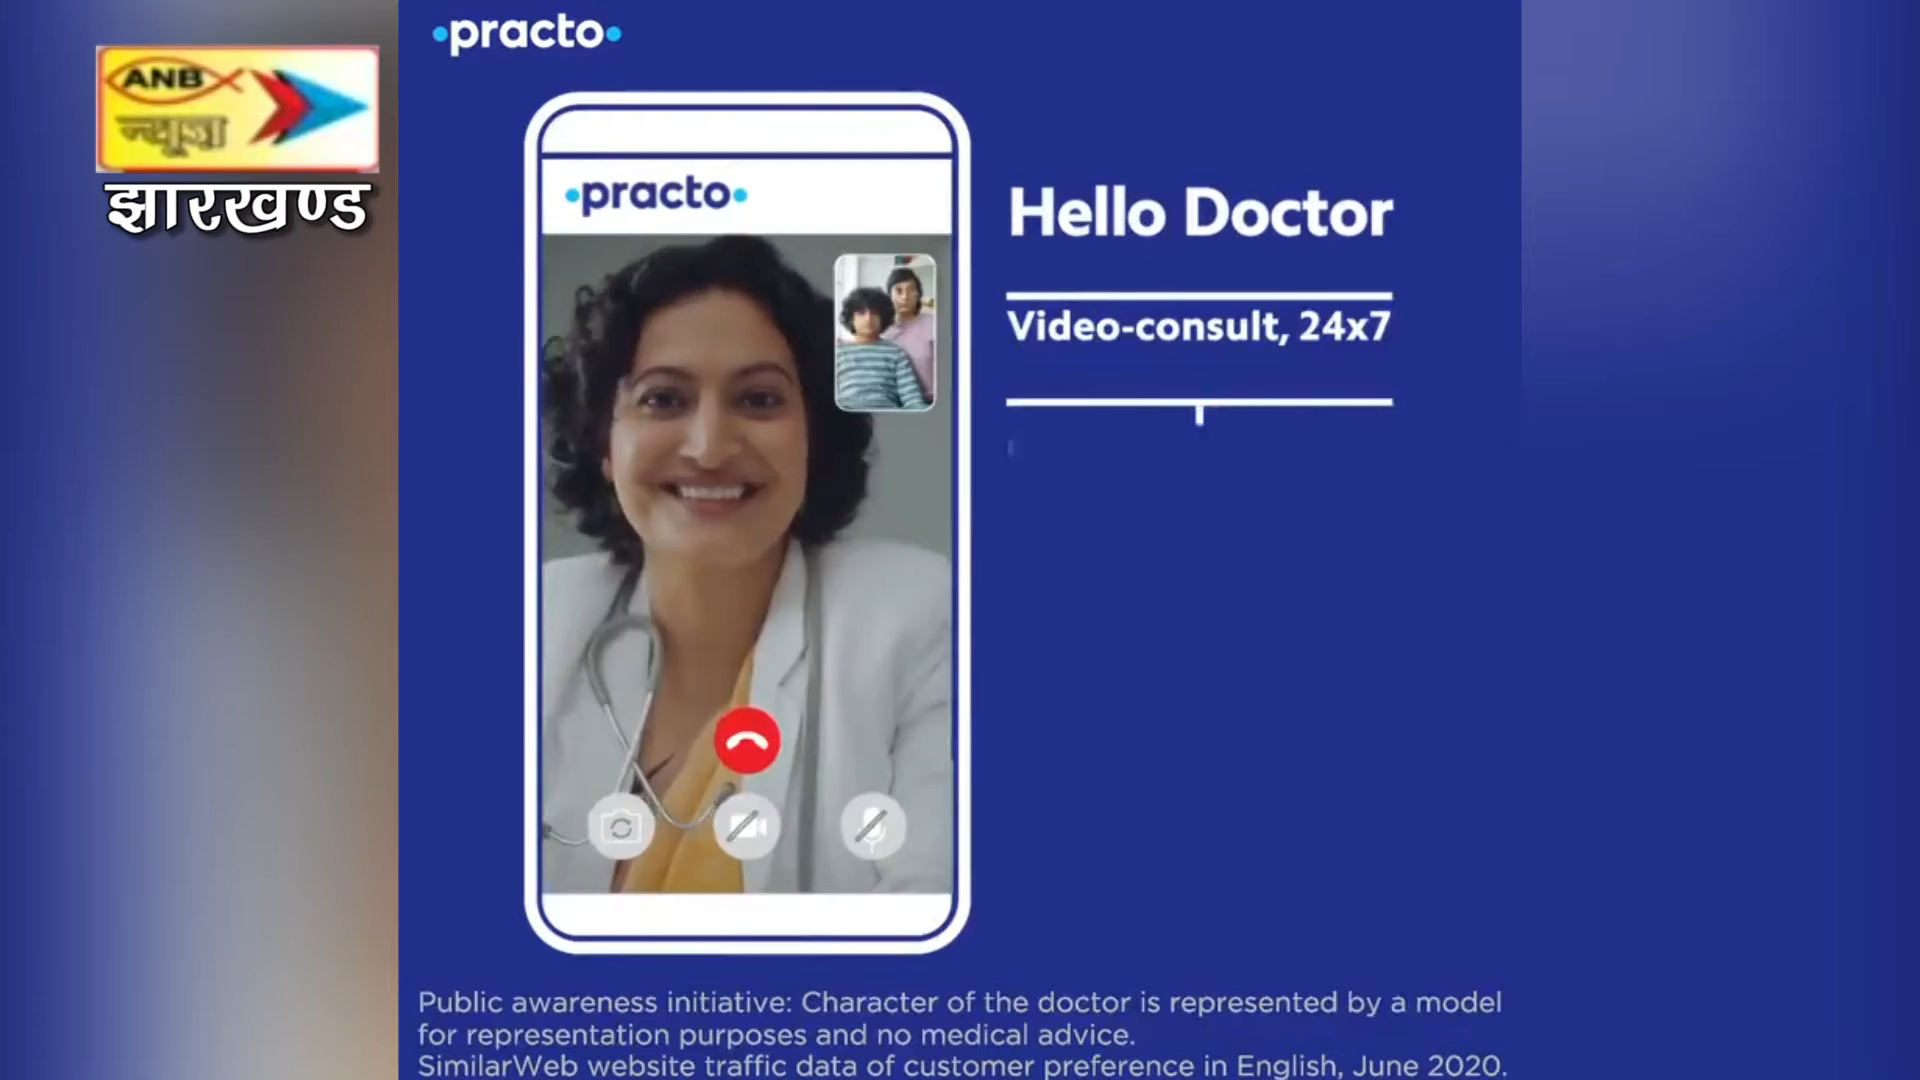 •practo•
ANB
न्यूज़
झारखण्ड
•practo•
Hello Doctor
Video-consult, 24x7
Public awareness initiative: Character of the doctor is represented by a model
for representation purposes and no medical advice.
SimilarWeb website traffic data of customer preference in English, June 2020.